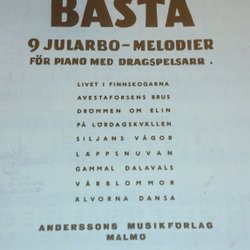 BÄSTA
9 JULARBO-MELODIER
FÖR PIANO MED DRAGSPELSARR.
LIVET I FINNSKOGARNA
AVESTAFORSENS BRUS
DRÖMMEN OM ELIN
PÅ LÖRDAGSKVÄLLEN
SILJANS VÅGOR
LAPPSNUVAN
GAMMAL DALAVALS
VÅRBLOMMOR
ÄLVORNA DANSA
ANDERSSONS MUSIKFÖRLAG
MALMÖ